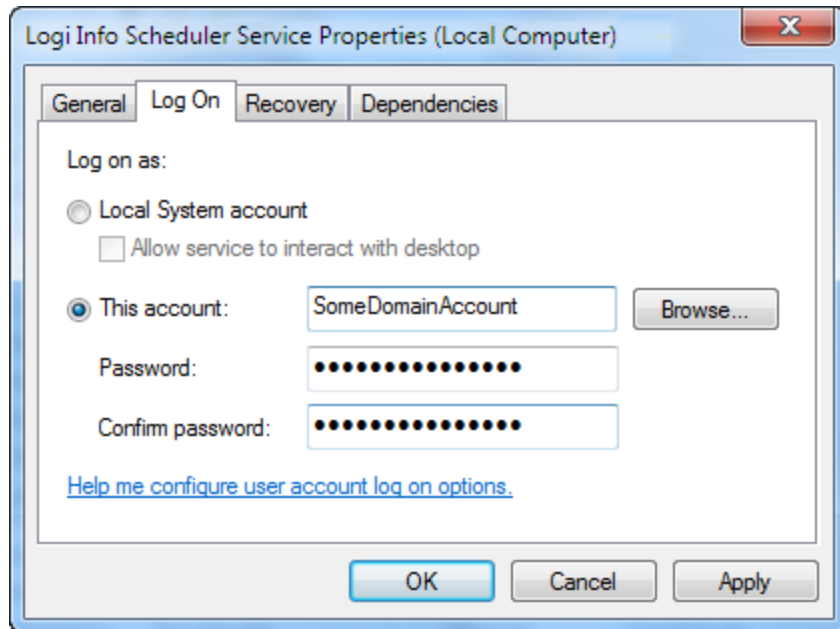 Logi Info Scheduler Service Properties (Local Computer)
General Log On Recovery Dependencies
Log on as:
Local System account
Allow service to interact with desktop
This account: SomeDomainAccount Browse...
Password: •••••••••••••••
Confirm password: •••••••••••••••
Help me configure user account log on options.
OK Cancel Apply